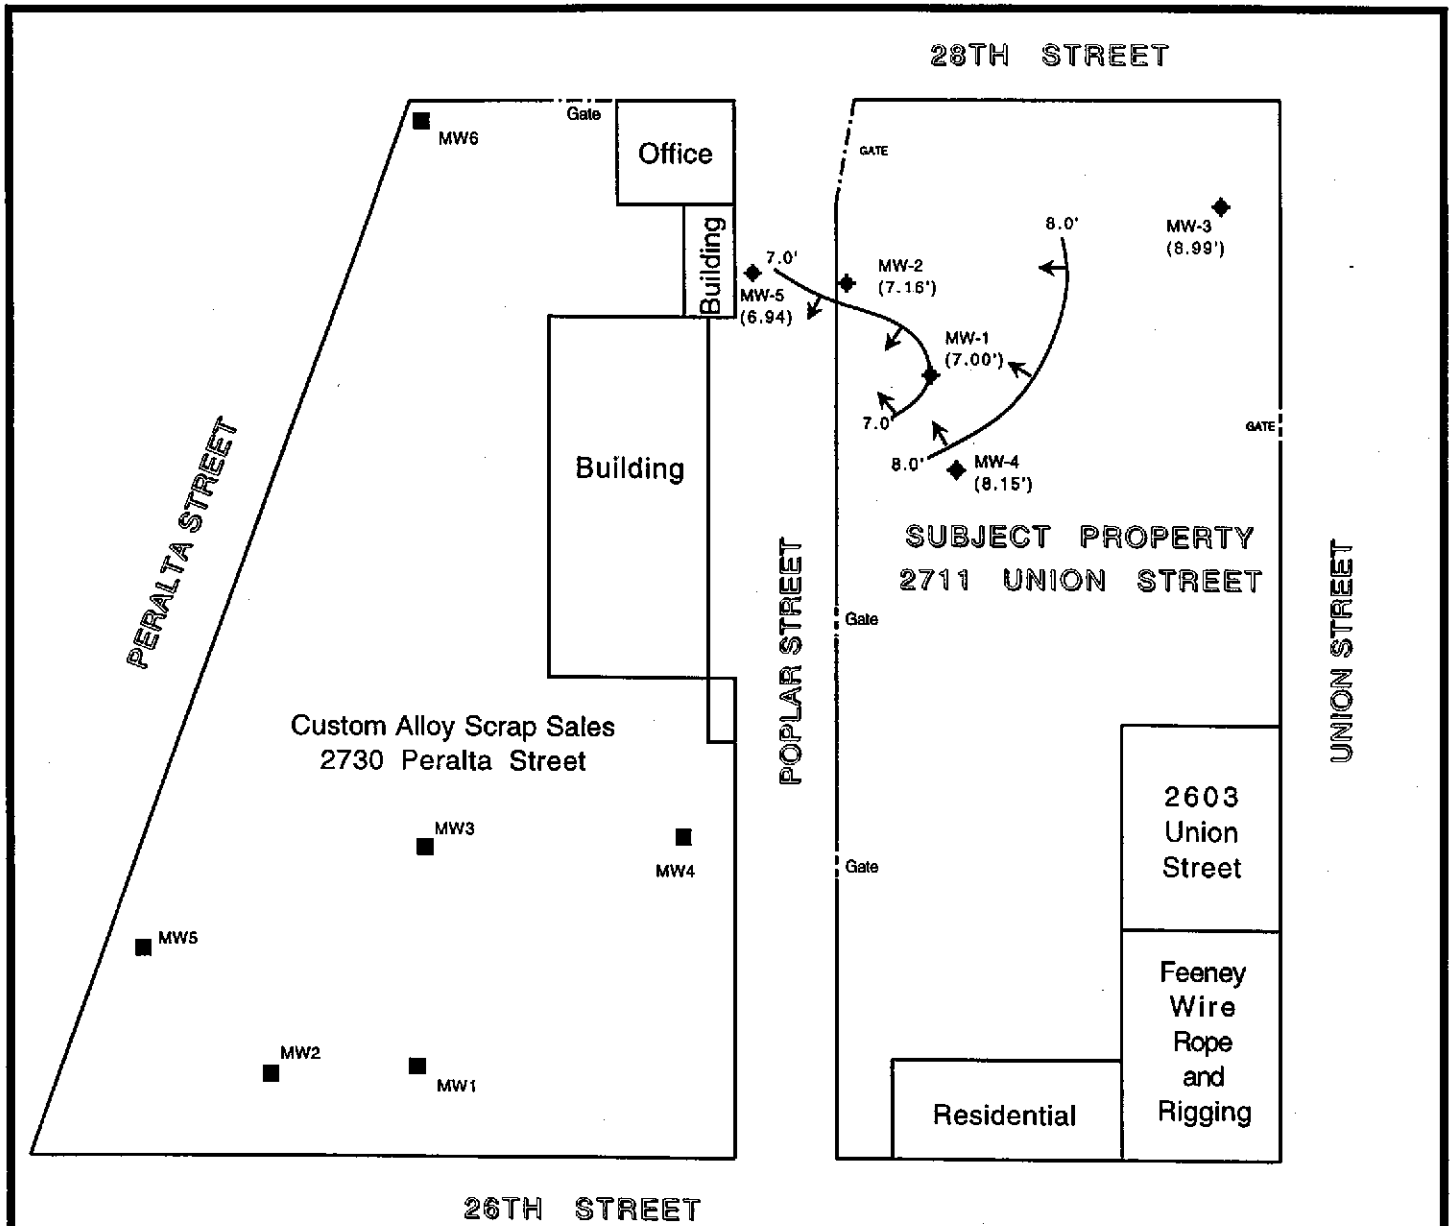 28TH STREET
Gate
MW6
Office
GATE
Building
MW-3
(8.99')
8.0'
7.0'
MW-5
(6.94)
MW-2
(7.16')
MW-1
(7.00')
7.0'
8.0'
MW-4
(8.15')
GATE
PERALTA STREET
Building
SUBJECT PROPERTY
2711 UNION STREET
POPLAR STREET
Gate
UNION STREET
Custom Alloy Scrap Sales
2730 Peralta Street
2603
Union
Street
MW3
MW4
Gate
MW5
Feeney
Wire
Rope
and
Rigging
MW2
MW1
Residential
26TH STREET